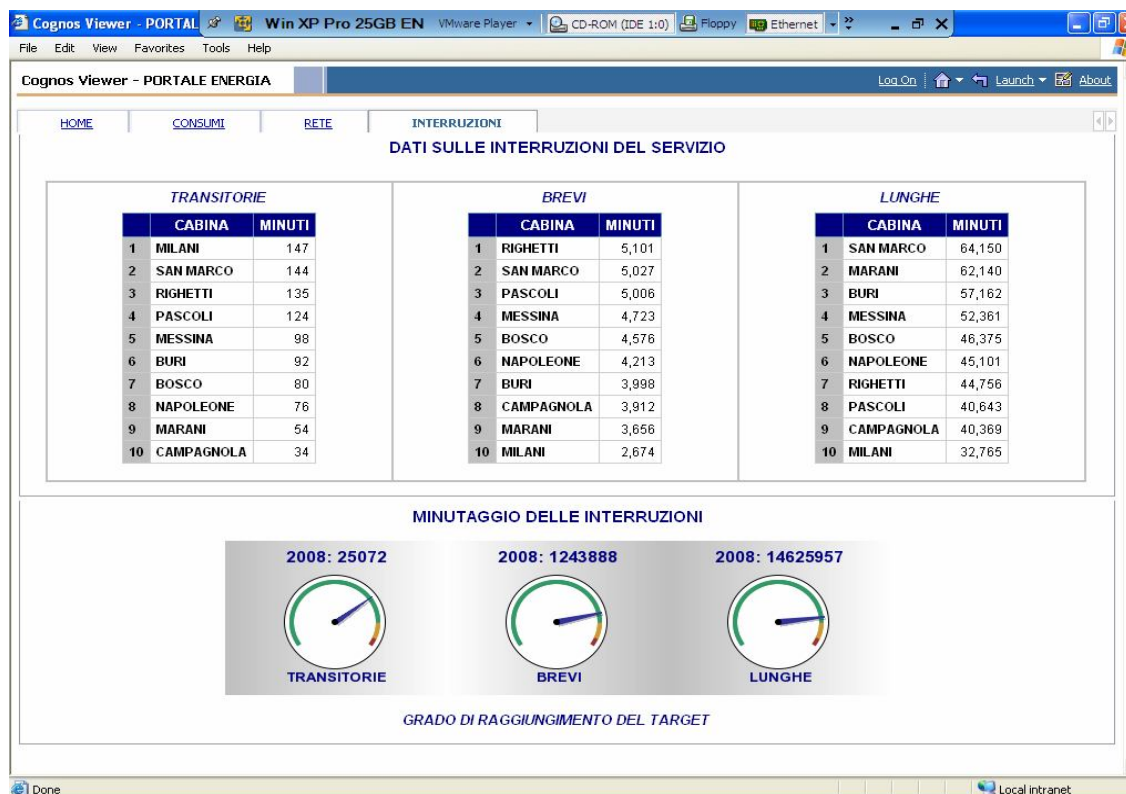 Cognos Viewer - PORTAL
Win XP Pro 25GB EN VMware Player CD-ROM (IDE 1:0) Floppy Ethernet
File Edit View Favorites Tools Help
Cognos Viewer - PORTALE ENERGIA Log On Launch About
HOME CONSUMI RETE INTERRUZIONI
DATI SULLE INTERRUZIONI DEL SERVIZIO
TRANSITORIE
CABINA MINUTI
1 MILANI 147
2 SAN MARCO 144
3 RIGHETTI 135
4 PASCOLI 124
5 MESSINA 98
6 BURI 92
7 BOSCO 80
8 NAPOLEONE 76
9 MARANI 54
10 CAMPAGNOLA 34
BREVI
CABINA MINUTI
1 RIGHETTI 5,101
2 SAN MARCO 5,027
3 PASCOLI 5,006
4 MESSINA 4,723
5 BOSCO 4,576
6 NAPOLEONE 4,213
7 BURI 3,998
8 CAMPAGNOLA 3,912
9 MARANI 3,656
10 MILANI 2,674
LUNGHE
CABINA MINUTI
1 SAN MARCO 64,150
2 MARANI 62,140
3 BURI 57,162
4 MESSINA 52,361
5 BOSCO 46,375
6 NAPOLEONE 45,101
7 RIGHETTI 44,756
8 PASCOLI 40,643
9 CAMPAGNOLA 40,369
10 MILANI 32,765
MINUTAGGIO DELLE INTERRUZIONI
2008: 25072 2008: 1243888 2008: 14625957
TRANSITORIE BREVI LUNGHE
GRADO DI RAGGIUNGIMENTO DEL TARGET
Done Local intranet